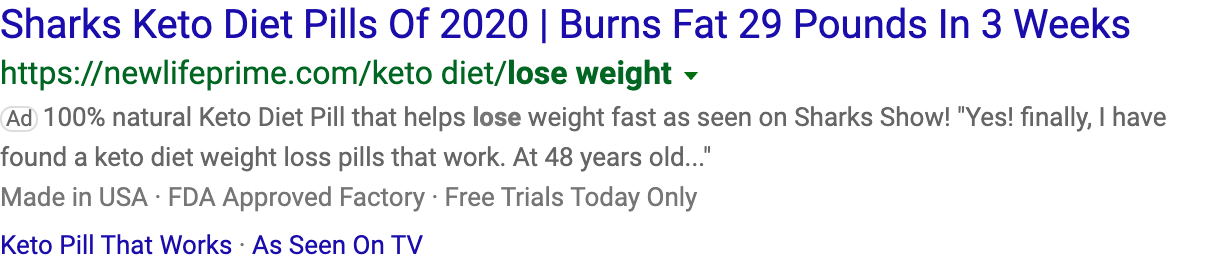 Sharks Keto Diet Pills Of 2020 | Burns Fat 29 Pounds In 3 Weeks
https://newlifeprime.com/keto diet/lose weight
Ad 100% natural Keto Diet Pill that helps lose weight fast as seen on Sharks Show! "Yes! finally, I have
found a keto diet weight loss pills that work. At 48 years old..."
Made in USA · FDA Approved Factory · Free Trials Today Only
Keto Pill That Works · As Seen On TV